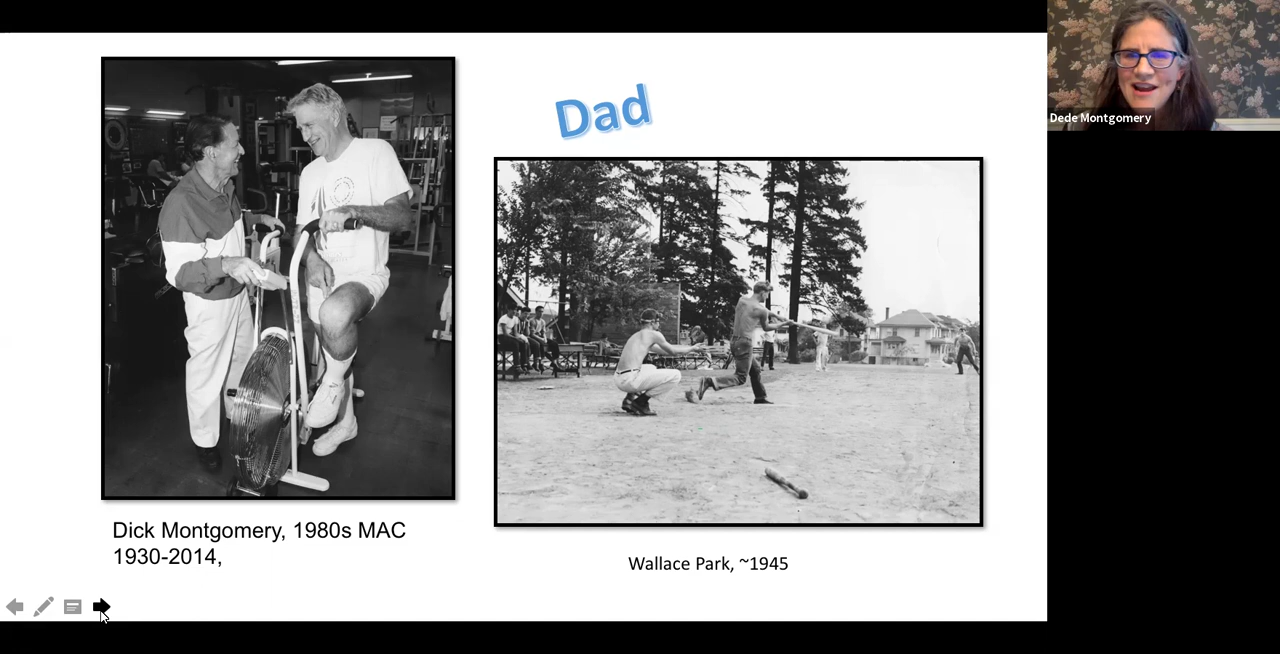 Dad
Dick Montgomery, 1980s MAC
1930-2014,
Wallace Park, ~1945
Dede Montgomery